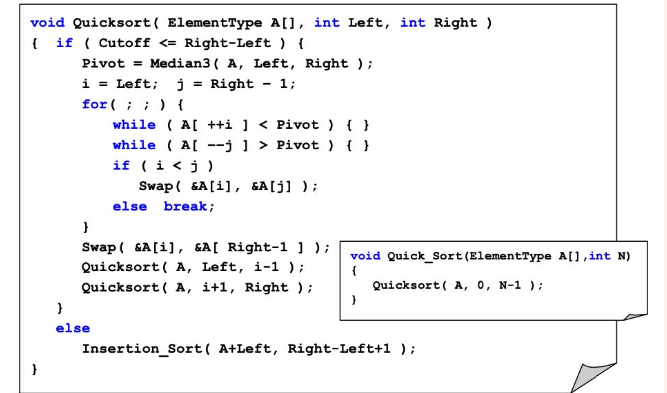 void Quicksort( ElementType A[], int Left, int Right )
{ if ( Cutoff <= Right-Left ) {
Pivot = Median3( A, Left, Right );
i = Left; j = Right - 1;
for( ; ; ) {
while ( A[ ++i ] < Pivot ) { }
while ( A[ --j ] > Pivot ) { }
if ( i < j )
Swap( &A[i], &A[j] );
else break;
}
Swap( &A[i], &A[ Right-1 ] );
Quicksort( A, Left, i-1 );
Quicksort( A, i+1, Right );
}
else
Insertion_Sort( A+Left, Right-Left+1 );
}
void Quick_Sort(ElementType A[],int N)
{
Quicksort( A, 0, N-1 );
}